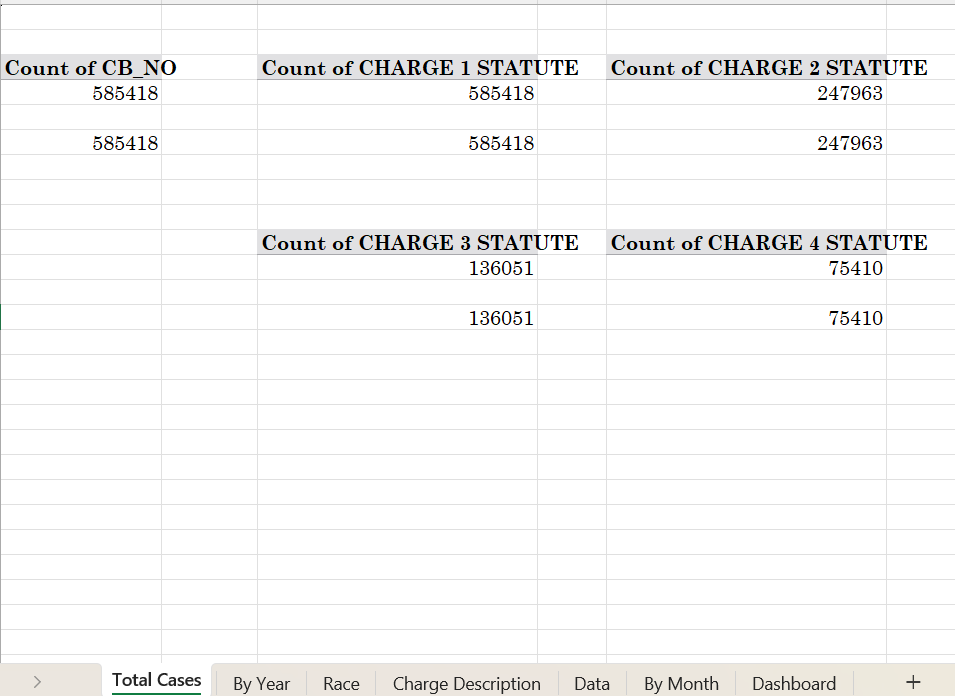 Count of CB_NO Count of CHARGE 1 STATUTE Count of CHARGE 2 STATUTE
585418 585418 247963
585418 585418 247963
Count of CHARGE 3 STATUTE Count of CHARGE 4 STATUTE
136051 75410
136051 75410
Total Cases By Year Race Charge Description Data By Month Dashboard